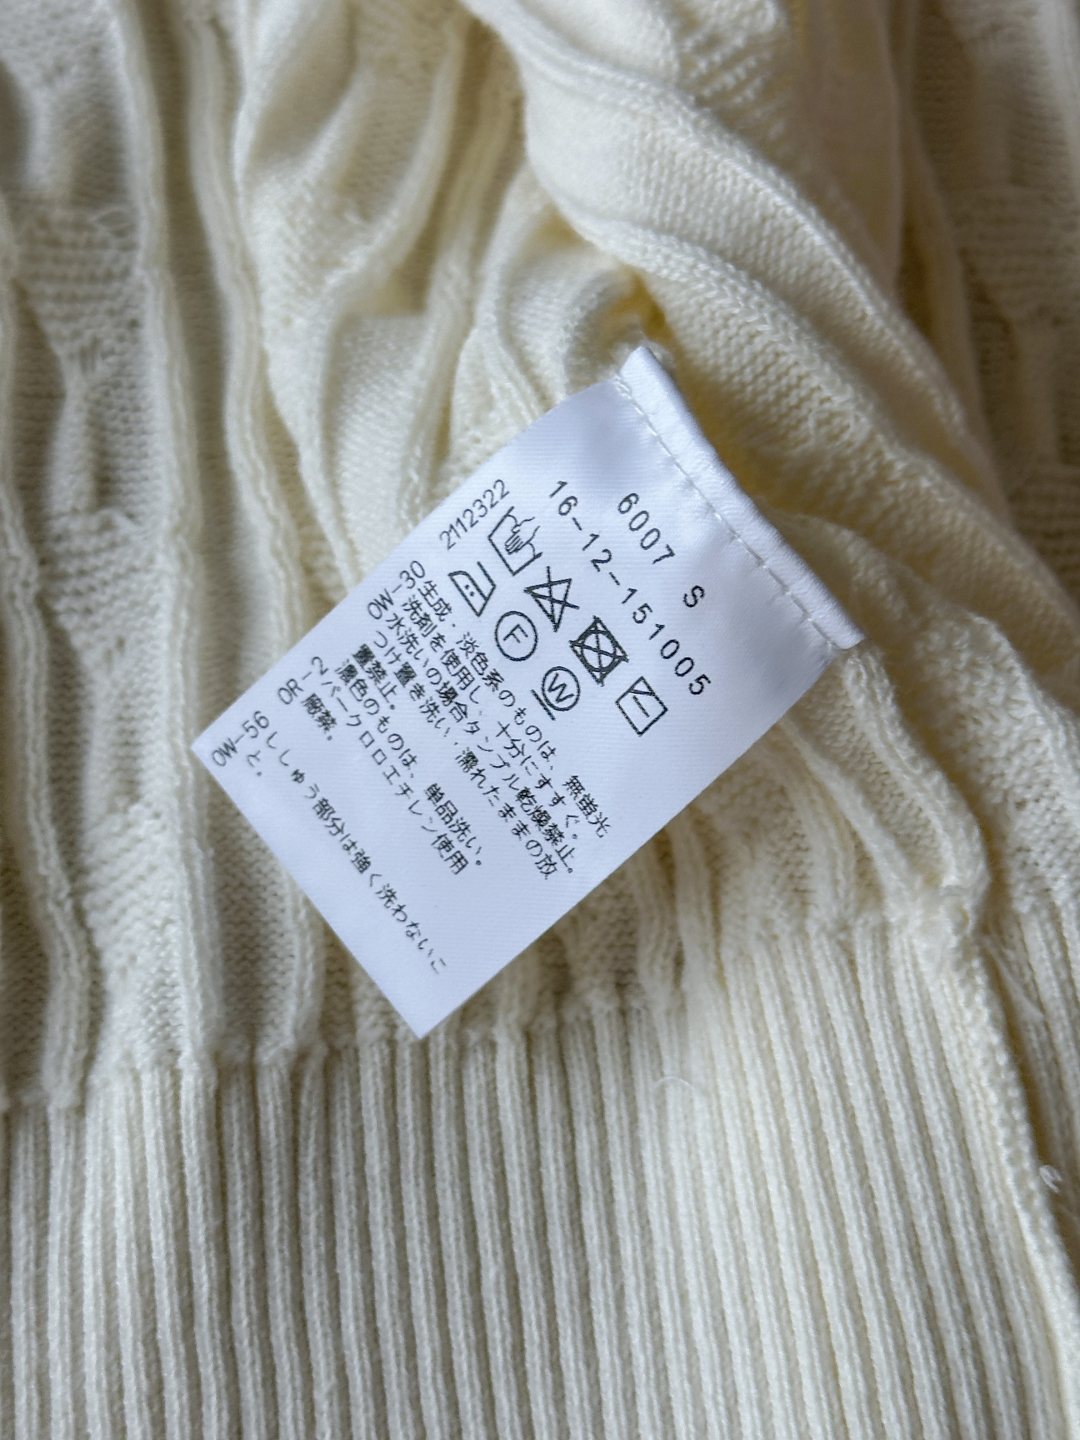 6007 S
16-12-151005
2112322
F
W
OW-30 生成・淡色系のものは、無蛍光
洗剤を使用し、十分にすすぐ。
OW- 水洗いの場合タンブル乾燥禁止。
つけ置き洗い・濡れたままの放
置禁止。
濃色のものは、単品洗い。
OR-2 パークロロエチレン使用
厳禁。
OW-56 ししゅう部分は強く洗わないこ
と。